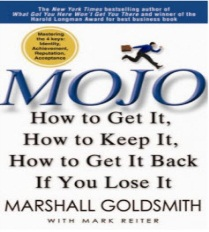 The New York Times bestselling author of
What Got You Here Won't Get You There and winner of the
Harold Longman Award for best business book
Mastering
the 4 keys:
Identity,
Achievement,
Reputation,
Acceptance
MOJO
How to Get It,
How to Keep It,
How to Get It Back
If You Lose It
MARSHALL GOLDSMITH
WITH MARK REITER